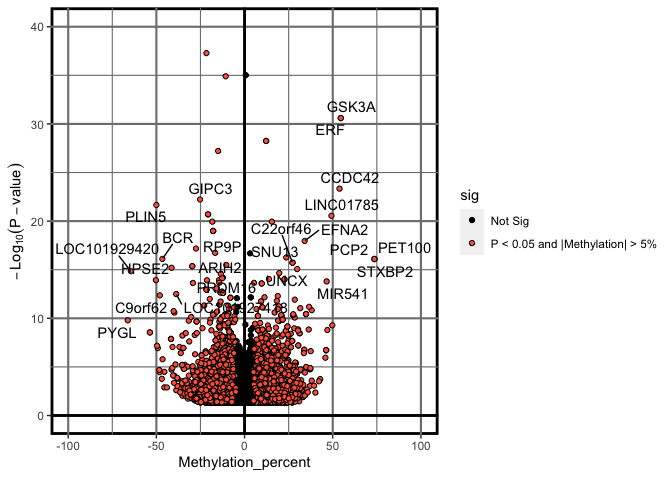 40
30
20
10
0
-100
-50
0
50
100
−Log10(P − value)
Methylation_percent
GSK3A
ERF
CCDC42
GIPC3
LINC01785
PLIN5
C22orf46
EFNA2
BCR
RP9P
SNU13
PCP2
PET100
LOC101929420
HPSE2
ARIH2
STXBP2
UNCX
PRDM16
MIR541
C9orf62
PYGL
sig
Not Sig
P < 0.05 and |Methylation| > 5%